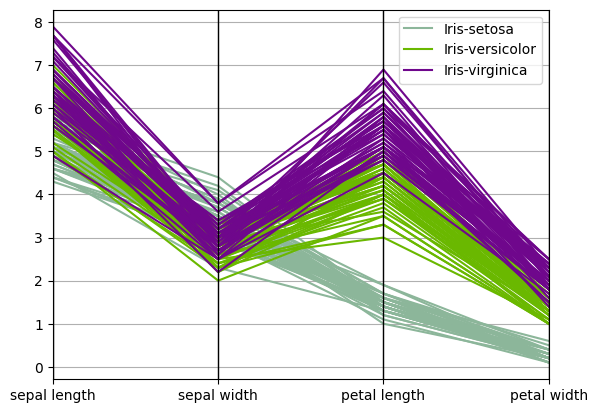 8
7
6
5
4
3
2
1
0
sepal length
sepal width
petal length
petal width
Iris-setosa
Iris-versicolor
Iris-virginica